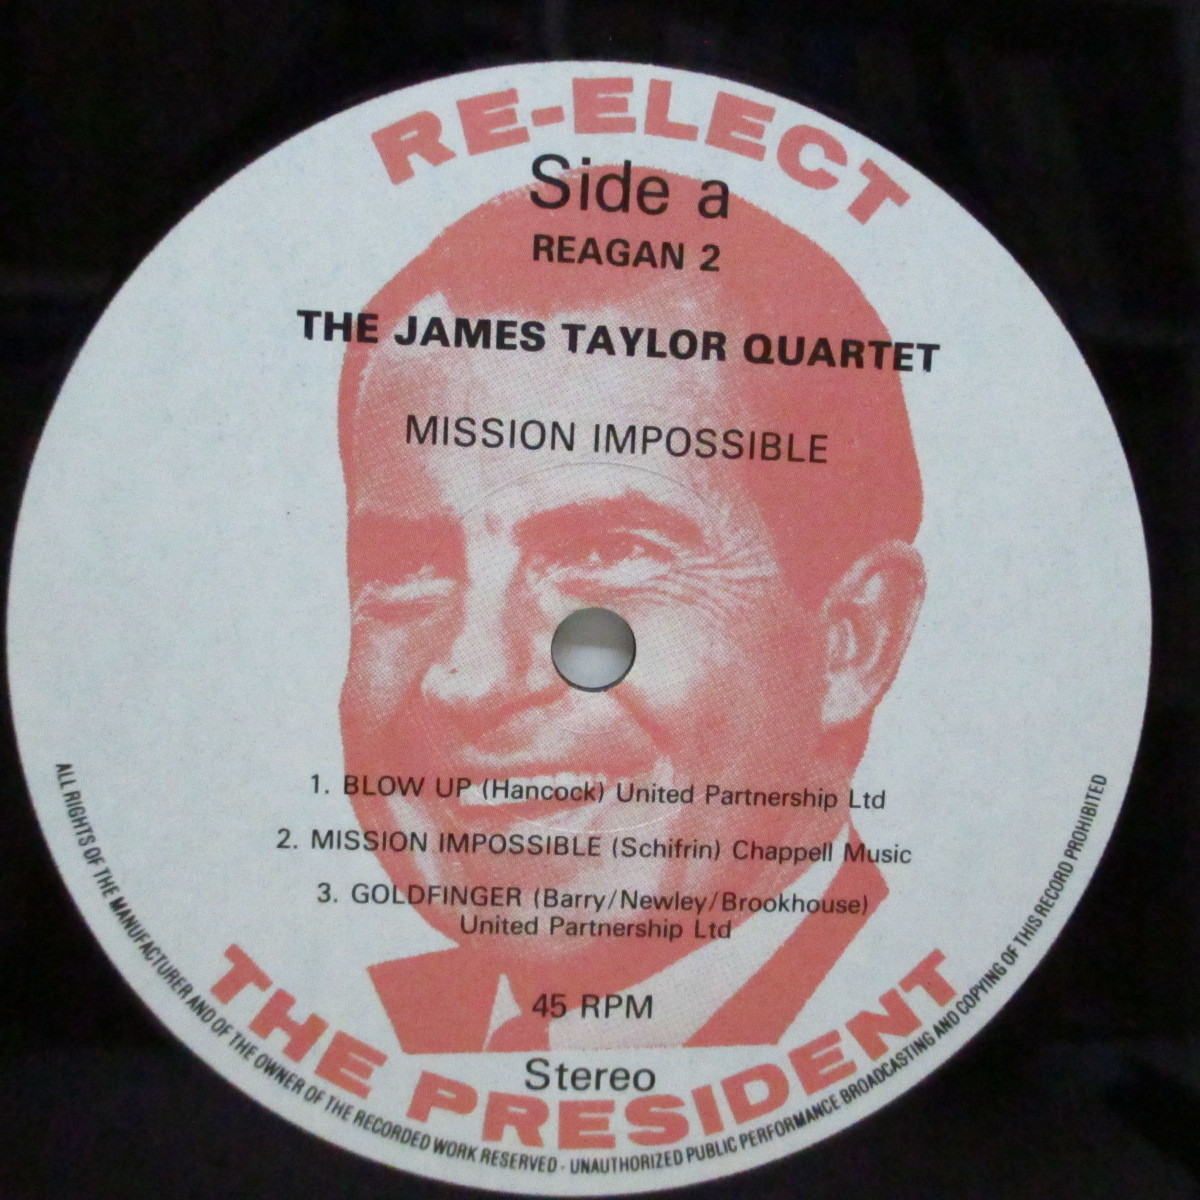 RE-ELECT
Side a
REAGAN 2
THE JAMES TAYLOR QUARTET
MISSION IMPOSSIBLE
1. BLOW UP (Hancock) United Partnership Ltd
2. MISSION IMPOSSIBLE (Schifrin) Chappell Music
3. GOLDFINGER (Barry/Newley/Brookhouse)
United Partnership Ltd
45 RPM
Stereo
THE PRESIDENT
ALL RIGHTS OF THE MANUFACTURER AND OF THE OWNER OF THE RECORDED WORK RESERVED - UNAUTHORIZED PUBLIC PERFORMANCE BROADCASTING AND COPYING OF THIS RECORD PROHIBITED